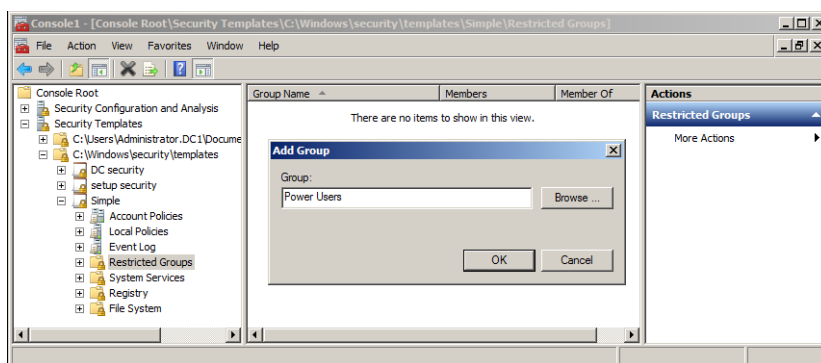 Console1 - [Console Root\Security Templates\C:\Windows\security\templates\Simple\Restricted Groups]
File Action View Favorites Window Help
Console Root
Security Configuration and Analysis
Security Templates
C:\Users\Administrator.DC1\Docume
C:\Windows\security\templates
DC security
setup security
Simple
Account Policies
Local Policies
Event Log
Restricted Groups
System Services
Registry
File System
Group Name Members Member Of
There are no items to show in this view.
Add Group
Group:
Power Users
Browse ...
OK Cancel
Actions
Restricted Groups
More Actions